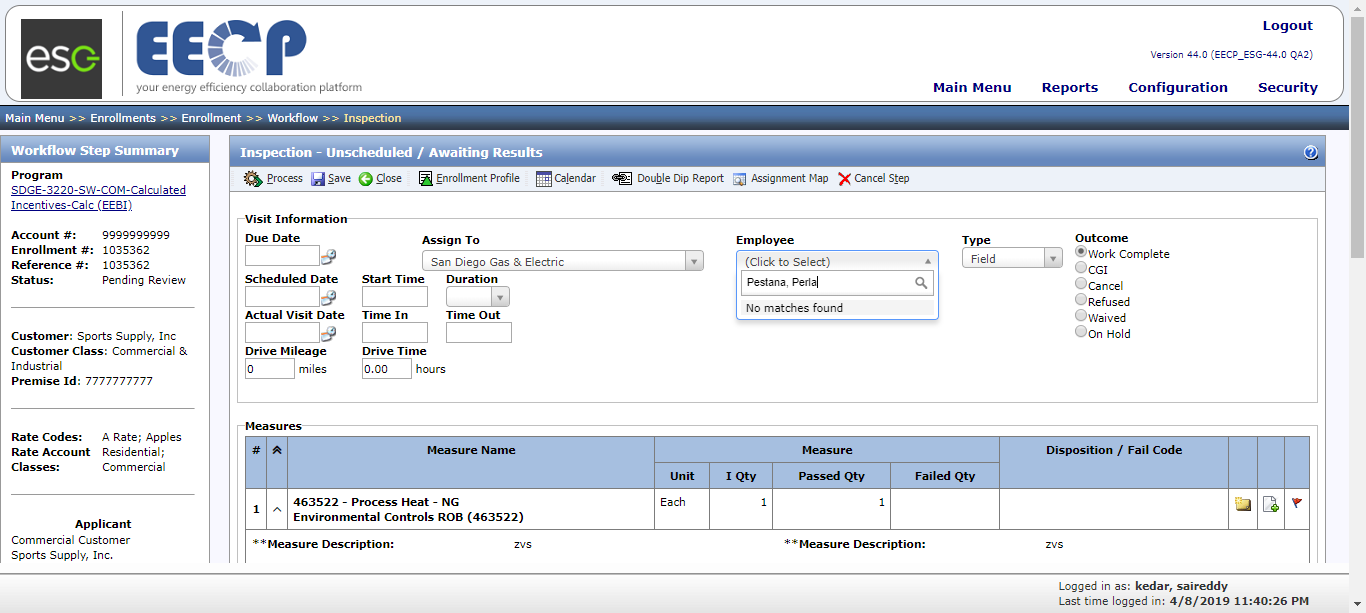 esc
EECP
your energy efficiency collaboration platform
Logout
Version 44.0 (EECP_ESG-44.0 QA2)
Main Menu Reports Configuration Security
Main Menu >> Enrollments >> Enrollment >> Workflow >> Inspection
Workflow Step Summary
Program
SDGE-3220-SW-COM-Calculated
Incentives-Calc (EEBI)
Account #: 9999999999
Enrollment #: 1035362
Reference #: 1035362
Status: Pending Review
Customer: Sports Supply, Inc
Customer Class: Commercial &
Industrial
Premise Id: 7777777777
Rate Codes: A Rate; Apples
Rate Account Residential;
Classes: Commercial
Applicant
Commercial Customer
Sports Supply, Inc.
Inspection - Unscheduled / Awaiting Results
Process Save Close Enrollment Profile Calendar Double Dip Report Assignment Map Cancel Step
Visit Information
Due Date
Assign To
San Diego Gas & Electric
Employee
(Click to Select)
Pestana, Perla
No matches found
Type
Field
Outcome
Work Complete
CGI
Cancel
Refused
Waived
On Hold
Scheduled Date Start Time Duration
Actual Visit Date Time In Time Out
Drive Mileage Drive Time
0 miles 0.00 hours
Measures
# Measure Name Measure Disposition / Fail Code
Unit I Qty Passed Qty Failed Qty
1 463522 - Process Heat - NG Each 1 1
Environmental Controls ROB (463522)
**Measure Description: zvs **Measure Description: zvs
Logged in as: kedar, saireddy
Last time logged in: 4/8/2019 11:40:26 PM